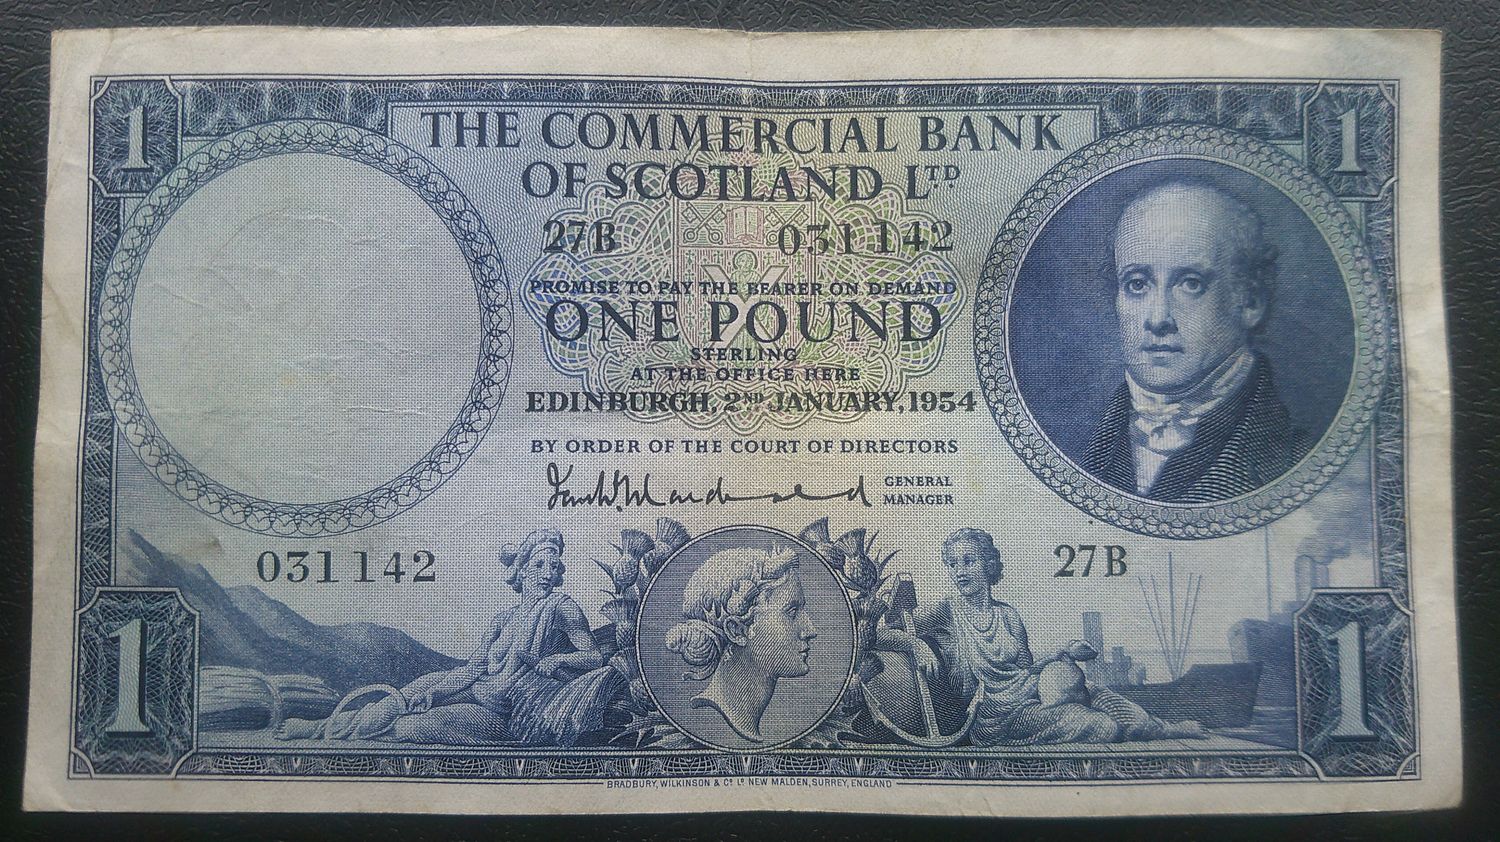 1
1
THE COMMERCIAL BANK
OF SCOTLAND LTD
27B 031142
PROMISE TO PAY THE BEARER ON DEMAND
ONE POUND
STERLING
AT THE OFFICE HERE
EDINBURGH, 2ND JANUARY, 1954
BY ORDER OF THE COURT OF DIRECTORS
GENERAL
MANAGER
031142
27B
1
1
BRADBURY, WILKINSON & Co Ld NEW MALDEN, SURREY, ENGLAND